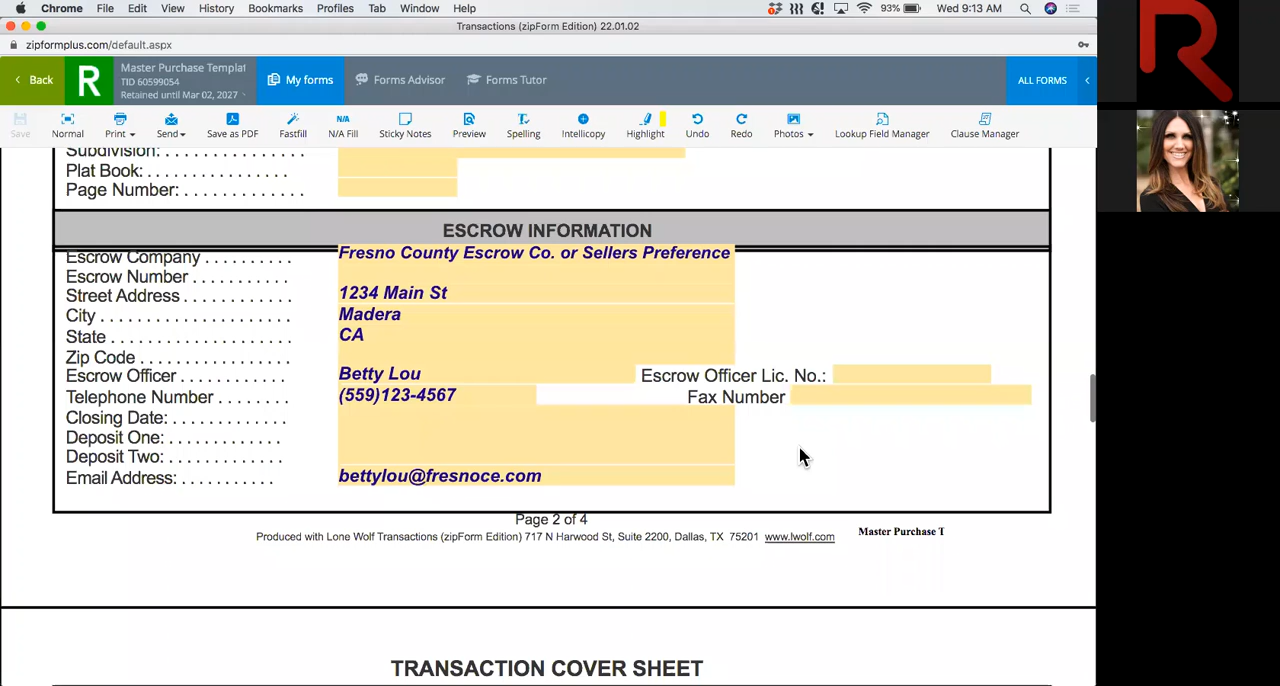 Chrome File Edit View History Bookmarks Profiles Tab Window Help 93% Wed 9:13 AM
Transactions (zipForm Edition) 22.01.02
zipformplus.com/default.aspx
Back R Master Purchase Templat My forms Forms Advisor Forms Tutor ALL FORMS
TID 60599054
Retained until Mar 02, 2027
Save Normal Print Send Save as PDF Fastfill N/A Fill Sticky Notes Preview Spelling Intellicopy Highlight Undo Redo Photos Lookup Field Manager Clause Manager
N/A
Subdivision: . . . . . . . . . . . . . . .
Plat Book: . . . . . . . . . . . . . . . .
Page Number: . . . . . . . . . . . . .
ESCROW INFORMATION
Escrow Company . . . . . . . . . Fresno County Escrow Co. or Sellers Preference
Escrow Number . . . . . . . . . . .
Street Address . . . . . . . . . . . . 1234 Main St
City . . . . . . . . . . . . . . . . . . . . Madera
State . . . . . . . . . . . . . . . . . . . CA
Zip Code . . . . . . . . . . . . . . . .
Escrow Officer . . . . . . . . . . . . Betty Lou Escrow Officer Lic. No.:
Telephone Number . . . . . . . . (559)123-4567 Fax Number
Closing Date: . . . . . . . . . . . . .
Deposit One: . . . . . . . . . . . . .
Deposit Two: . . . . . . . . . . . . .
Email Address: . . . . . . . . . . . bettylou@fresnoce.com
Page 2 of 4
Produced with Lone Wolf Transactions (zipForm Edition) 717 N Harwood St, Suite 2200, Dallas, TX 75201 www.lwolf.com Master Purchase T
TRANSACTION COVER SHEET